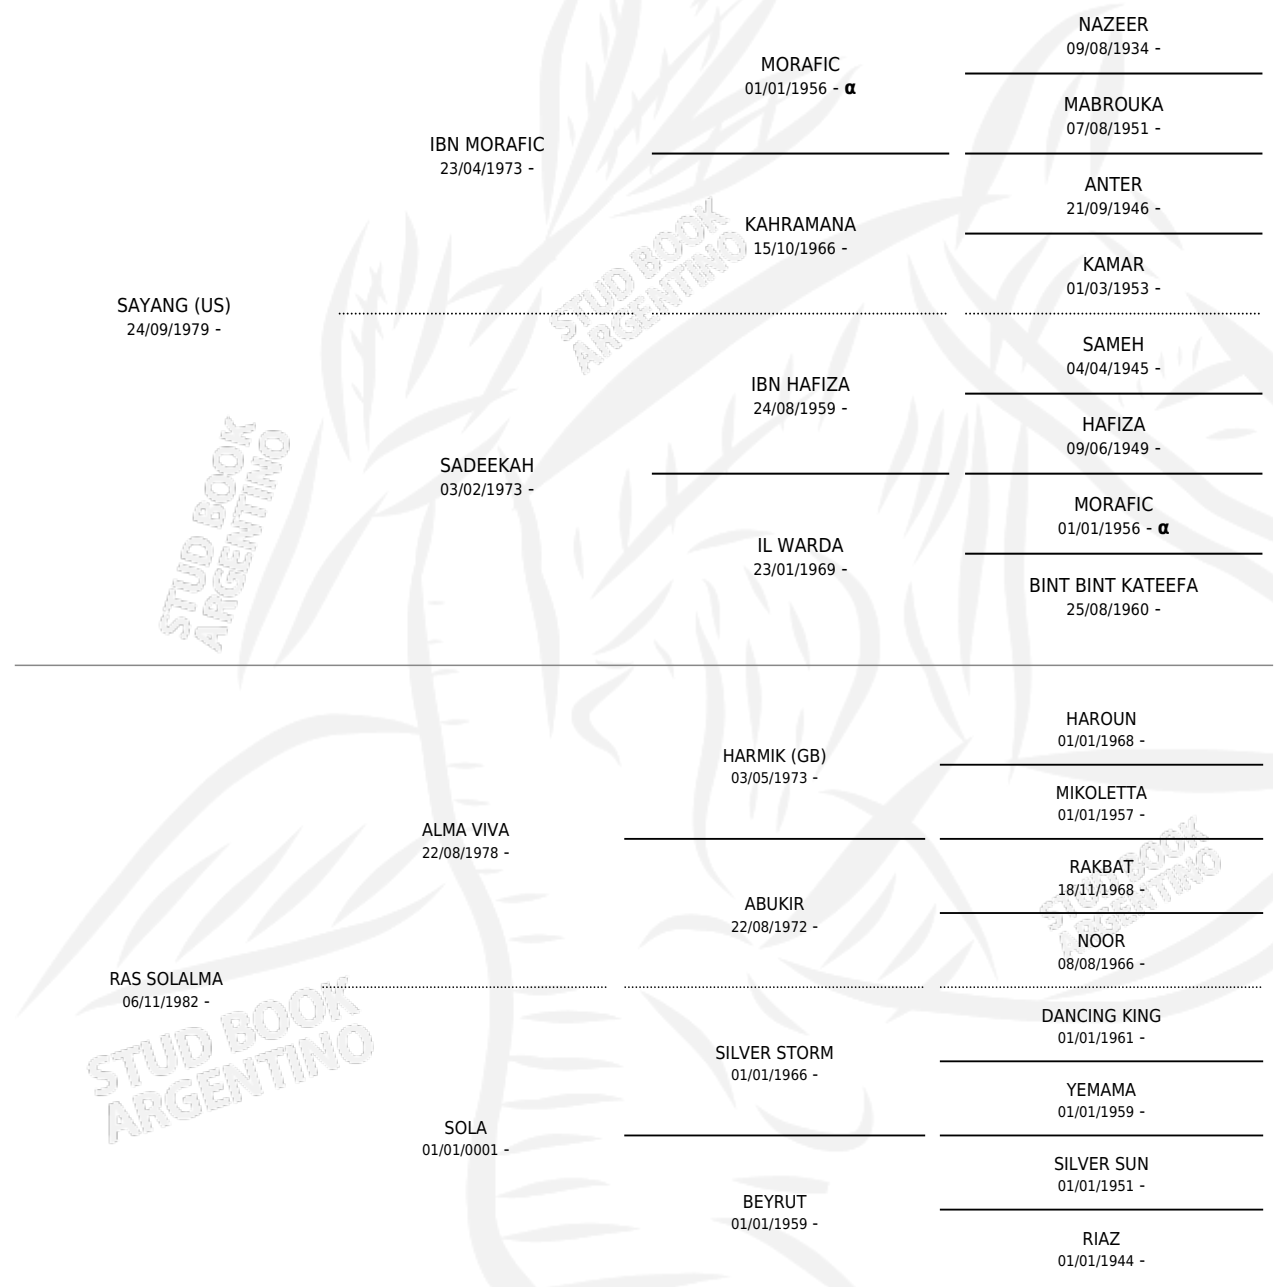 NAZEER
09/08/1934 -
MORAFIC
01/01/1956 - α
MABROUKA
07/08/1951 -
IBN MORAFIC
23/04/1973 -
ANTER
21/09/1946 -
KAHRAMANA
15/10/1966 -
KAMAR
01/03/1953 -
SAYANG (US)
24/09/1979 -
SAMEH
04/04/1945 -
IBN HAFIZA
24/08/1959 -
HAFIZA
09/06/1949 -
SADEEKAH
03/02/1973 -
MORAFIC
01/01/1956 - α
IL WARDA
23/01/1969 -
BINT BINT KATEEFA
25/08/1960 -
HAROUN
01/01/1968 -
HARMIK (GB)
03/05/1973 -
MIKOLETTA
01/01/1957 -
ALMA VIVA
22/08/1978 -
RAKBAT
18/11/1968 -
ABUKIR
22/08/1972 -
NOOR
08/08/1966 -
RAS SOLALMA
06/11/1982 -
DANCING KING
01/01/1961 -
SILVER STORM
01/01/1966 -
YEMAMA
01/01/1959 -
SOLA
01/01/0001 -
SILVER SUN
01/01/1951 -
BEYRUT
01/01/1959 -
RIAZ
01/01/1944 -
STUD BOOK
ARGENTINO
STUD BOOK
ARGENTINO
STUD BOOK
ARGENTINO
STUD BOOK
ARGENTINO